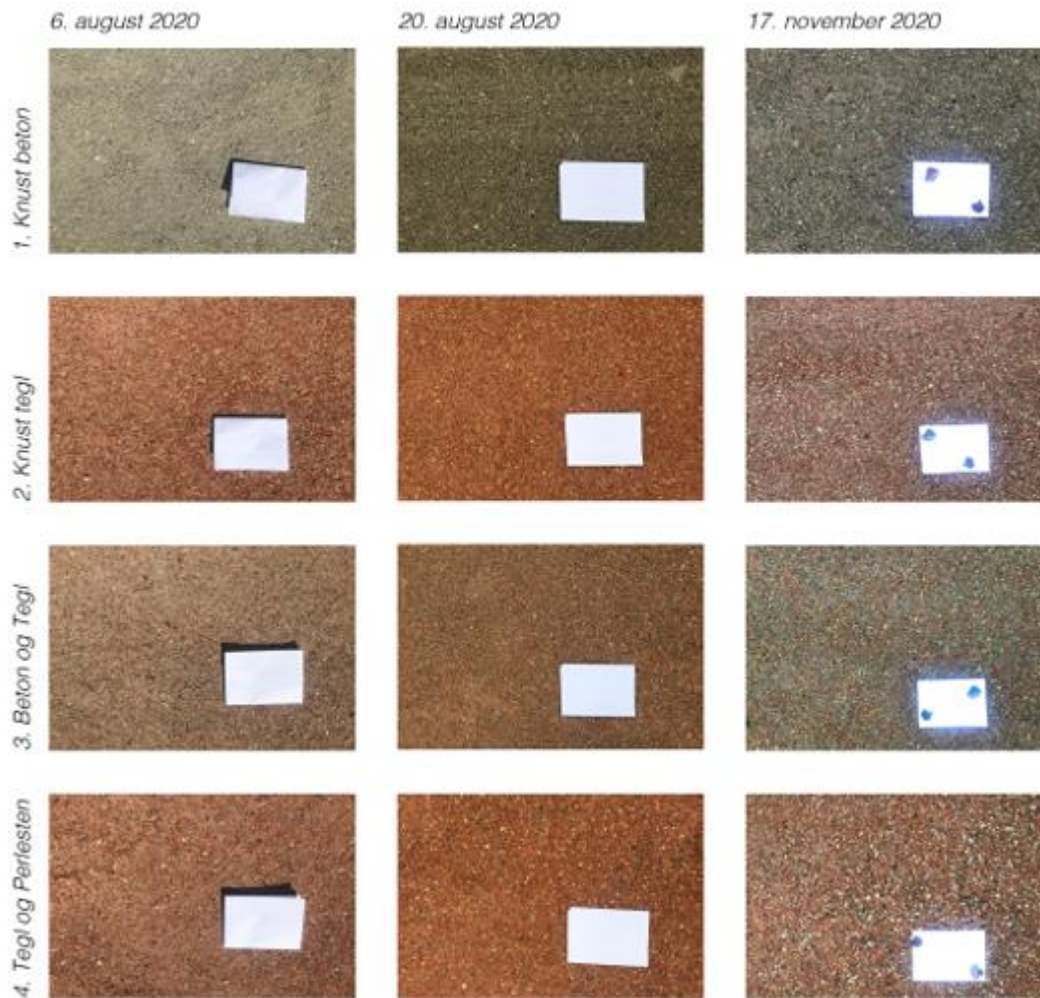 6. august 2020
20. august 2020
17. november 2020
1. Knust beton
2. Knust tegl
3. Beton og Tegl
4. Tegl og Perlesten